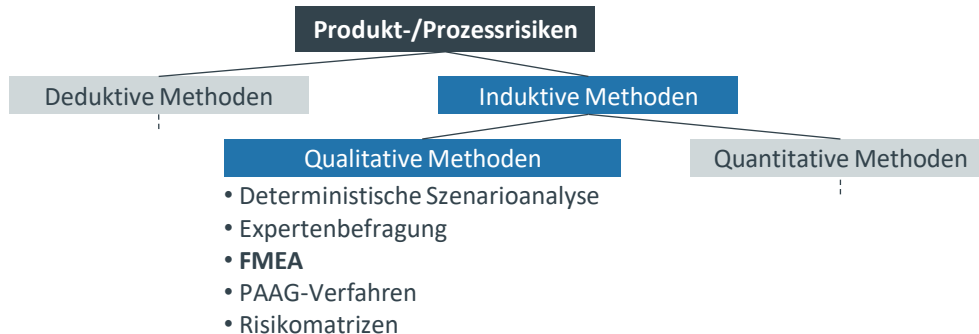 Produkt-/Prozessrisiken
Deduktive Methoden
Induktive Methoden
Qualitative Methoden
Quantitative Methoden
• Deterministische Szenarioanalyse
• Expertenbefragung
• FMEA
• PAAG-Verfahren
• Risikomatrizen